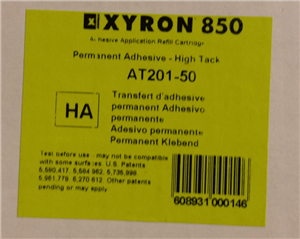 XYRON 850
Adhesive Application Refill Cartridge
Permanent Adhesive - High Tack
AT201-50
HA
Transfert d'adhesive
permanent Adhesivo
permanente
Adesivo permanente
Permanent Klebend
Test before use - may not be compatible
with some surfaces. U.S. Patents
5,580,417, 5,584,962, 5,735,998
5,961,779, 6,270,612. Other patents
pending or may apply.
608931 000146